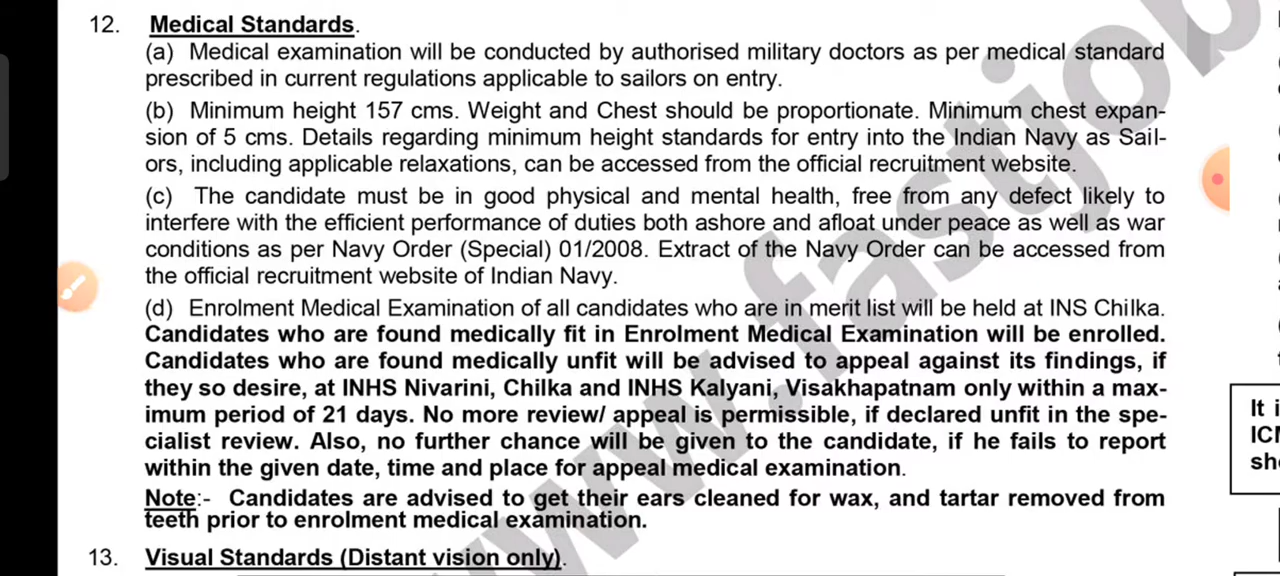 12. Medical Standards.
(a) Medical examination will be conducted by authorised military doctors as per medical standard
prescribed in current regulations applicable to sailors on entry.
(b) Minimum height 157 cms. Weight and Chest should be proportionate. Minimum chest expan-
sion of 5 cms. Details regarding minimum height standards for entry into the Indian Navy as Sail-
ors, including applicable relaxations, can be accessed from the official recruitment website.
(c) The candidate must be in good physical and mental health, free from any defect likely to
interfere with the efficient performance of duties both ashore and afloat under peace as well as war
conditions as per Navy Order (Special) 01/2008. Extract of the Navy Order can be accessed from
the official recruitment website of Indian Navy.
(d) Enrolment Medical Examination of all candidates who are in merit list will be held at INS Chilka.
Candidates who are found medically fit in Enrolment Medical Examination will be enrolled.
Candidates who are found medically unfit will be advised to appeal against its findings, if
they so desire, at INHS Nivarini, Chilka and INHS Kalyani, Visakhapatnam only within a max-
imum period of 21 days. No more review/ appeal is permissible, if declared unfit in the spe-
cialist review. Also, no further chance will be given to the candidate, if he fails to report
within the given date, time and place for appeal medical examination.
Note:- Candidates are advised to get their ears cleaned for wax, and tartar removed from
teeth prior to enrolment medical examination.
13. Visual Standards (Distant vision only).
www.fastjob
It i